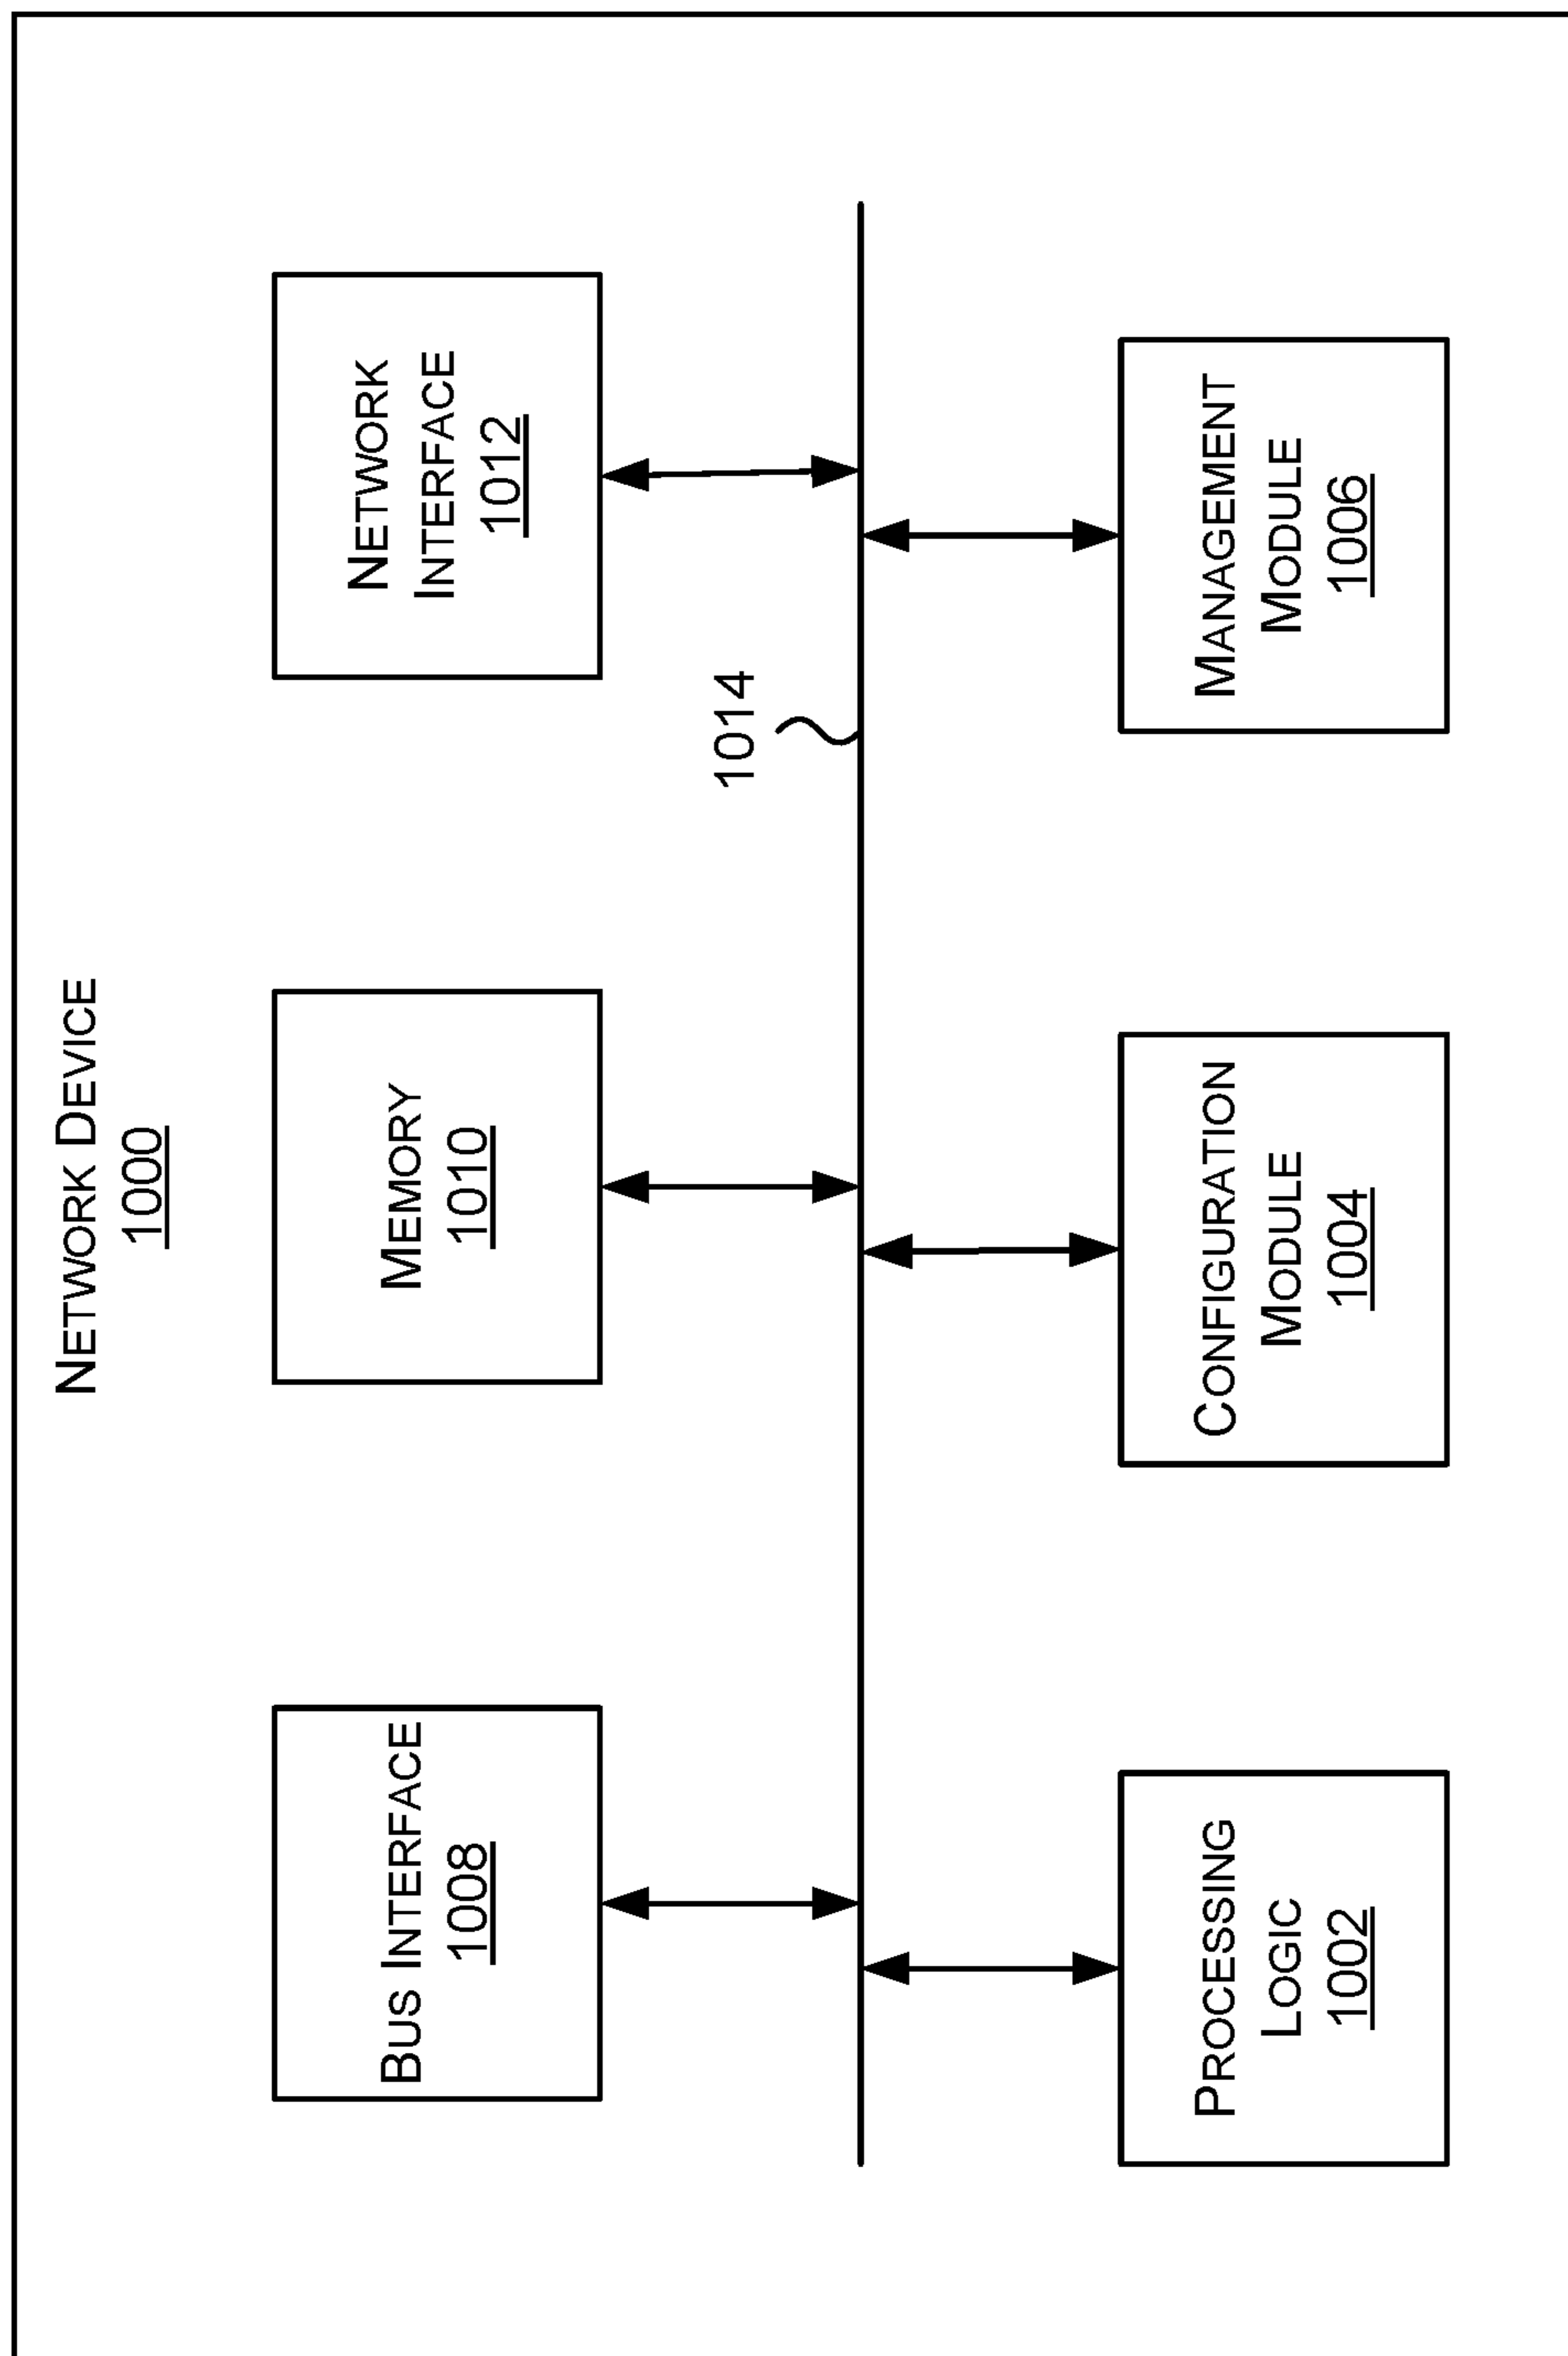 NETWORK DEVICE
1000
BUS INTERFACE
1008
MEMORY
1010
NETWORK
INTERFACE
1012
1014
PROCESSING
LOGIC
1002
CONFIGURATION
MODULE
1004
MANAGEMENT
MODULE
1006